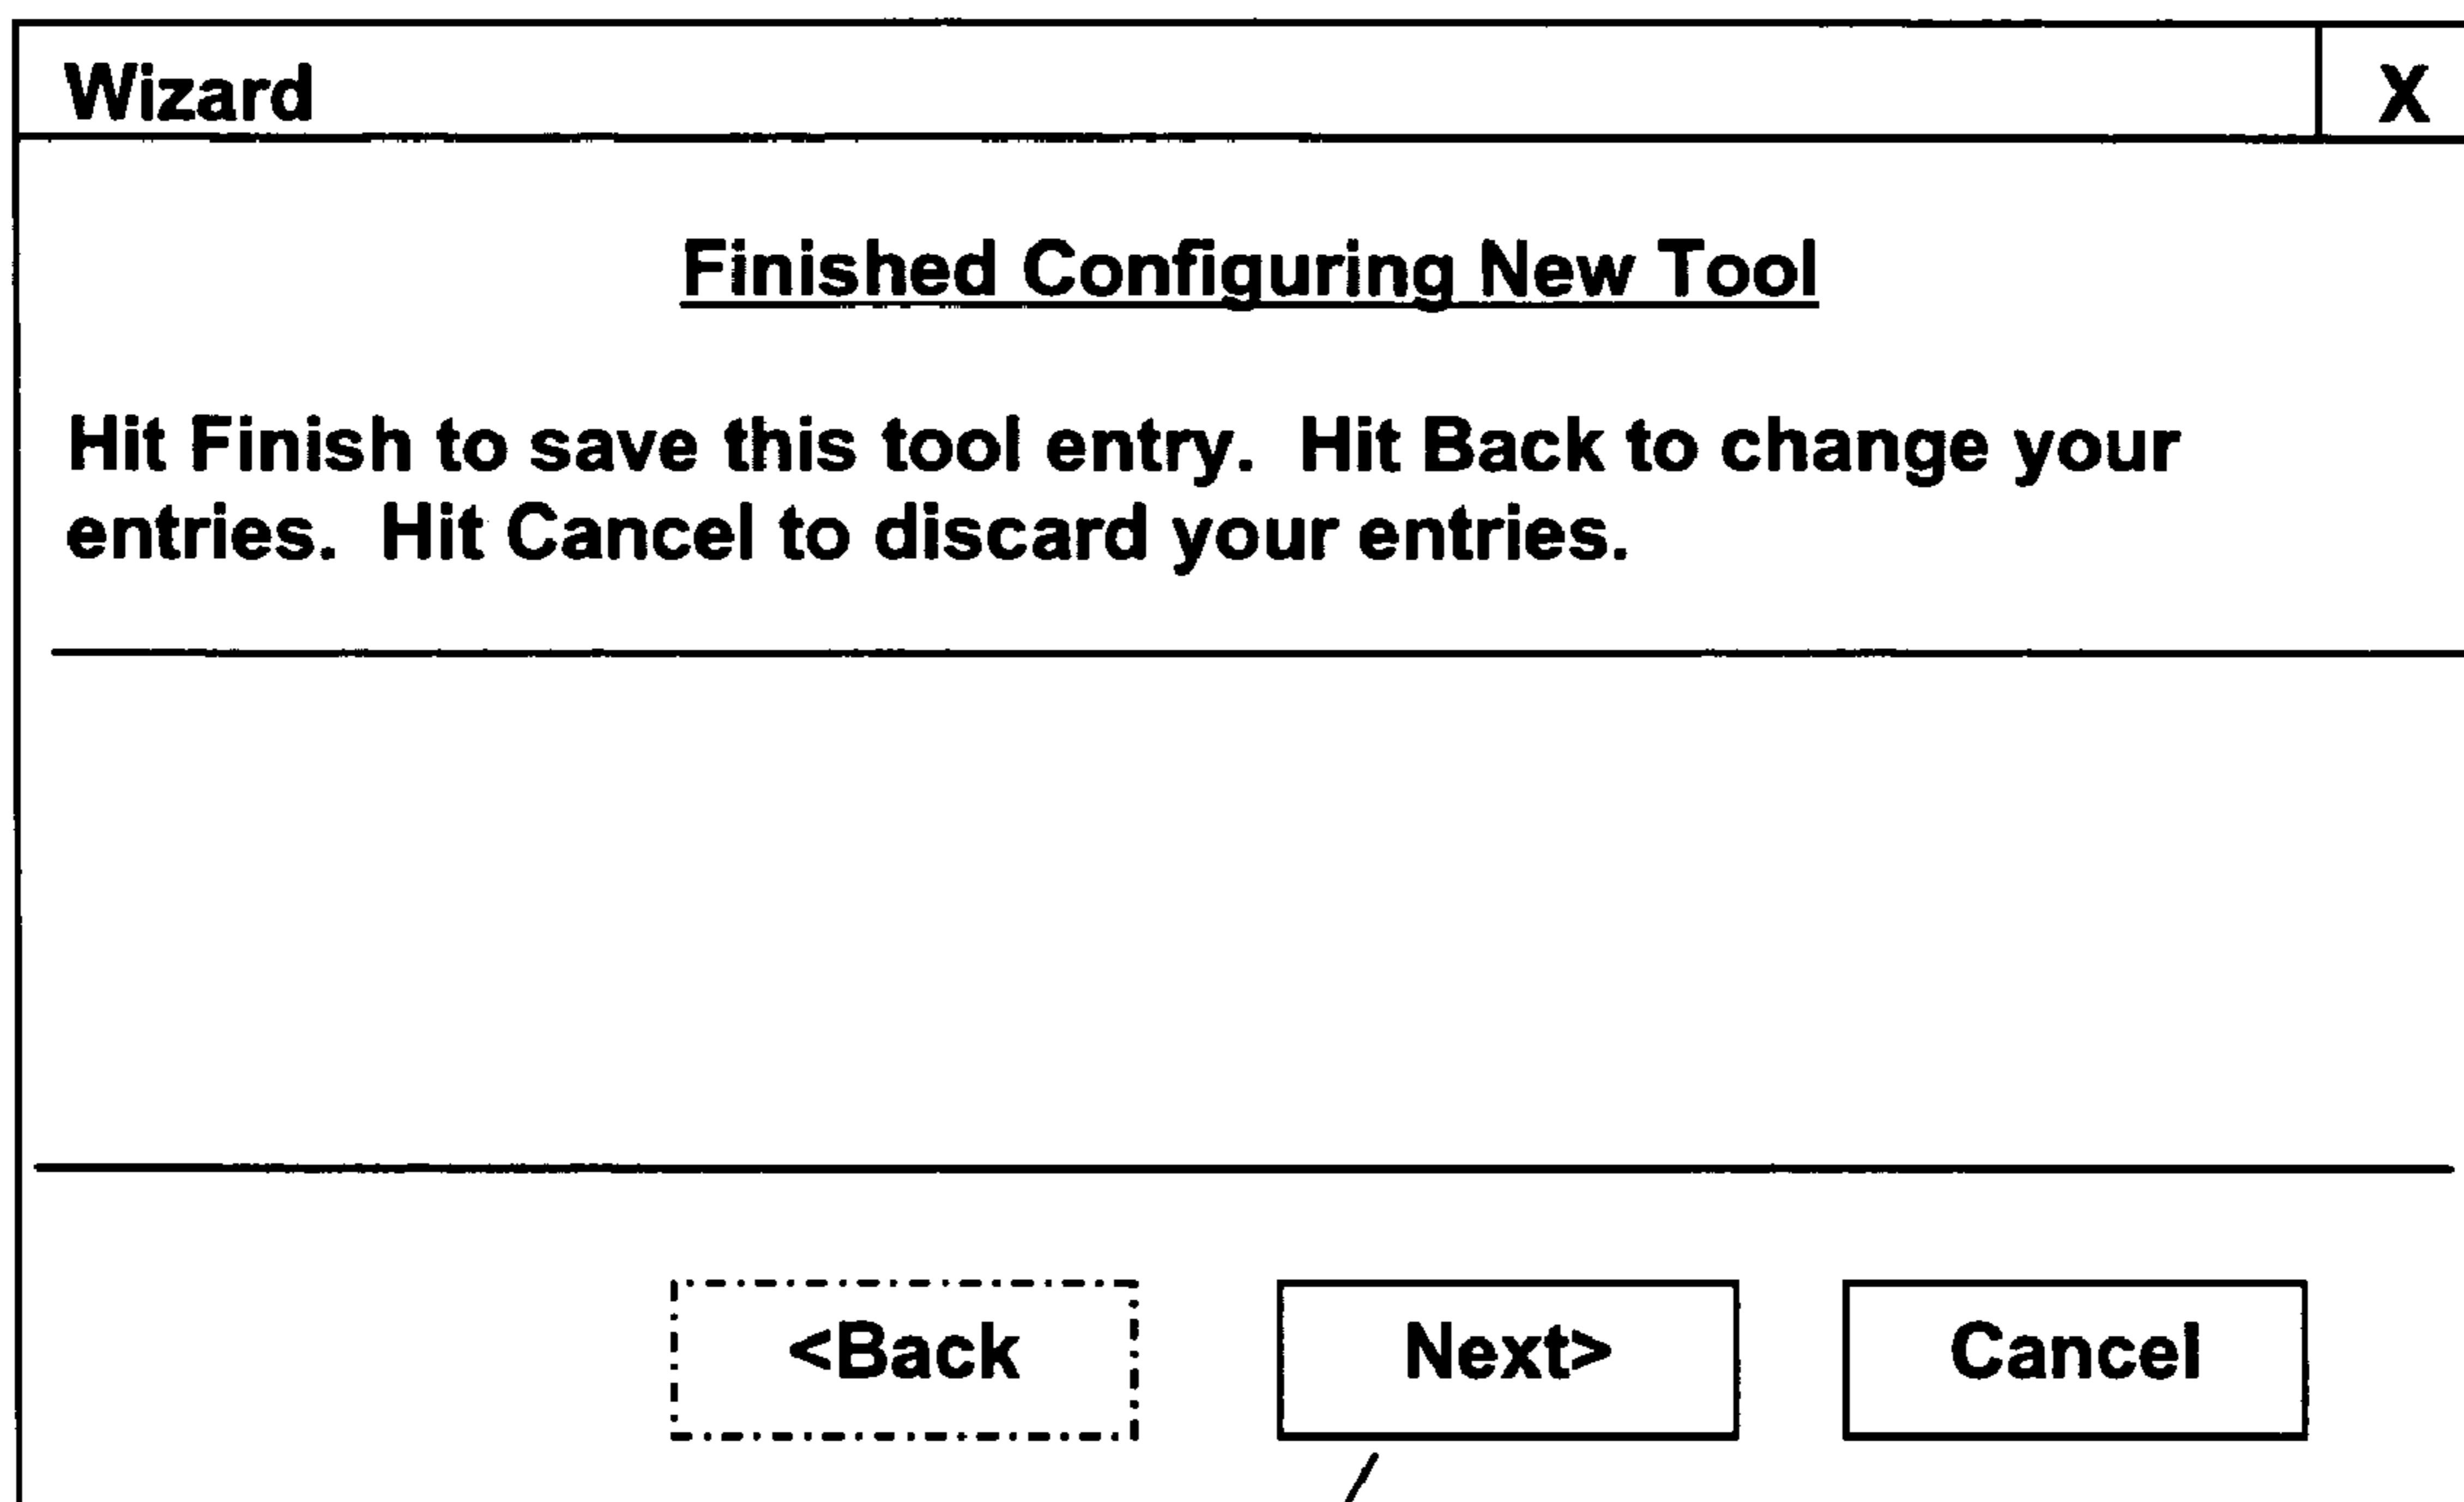 Wizard X
Finished Configuring New Tool
Hit Finish to save this tool entry.  Hit Back to change your
entries.  Hit Cancel to discard your entries.
<Back Next> Cancel